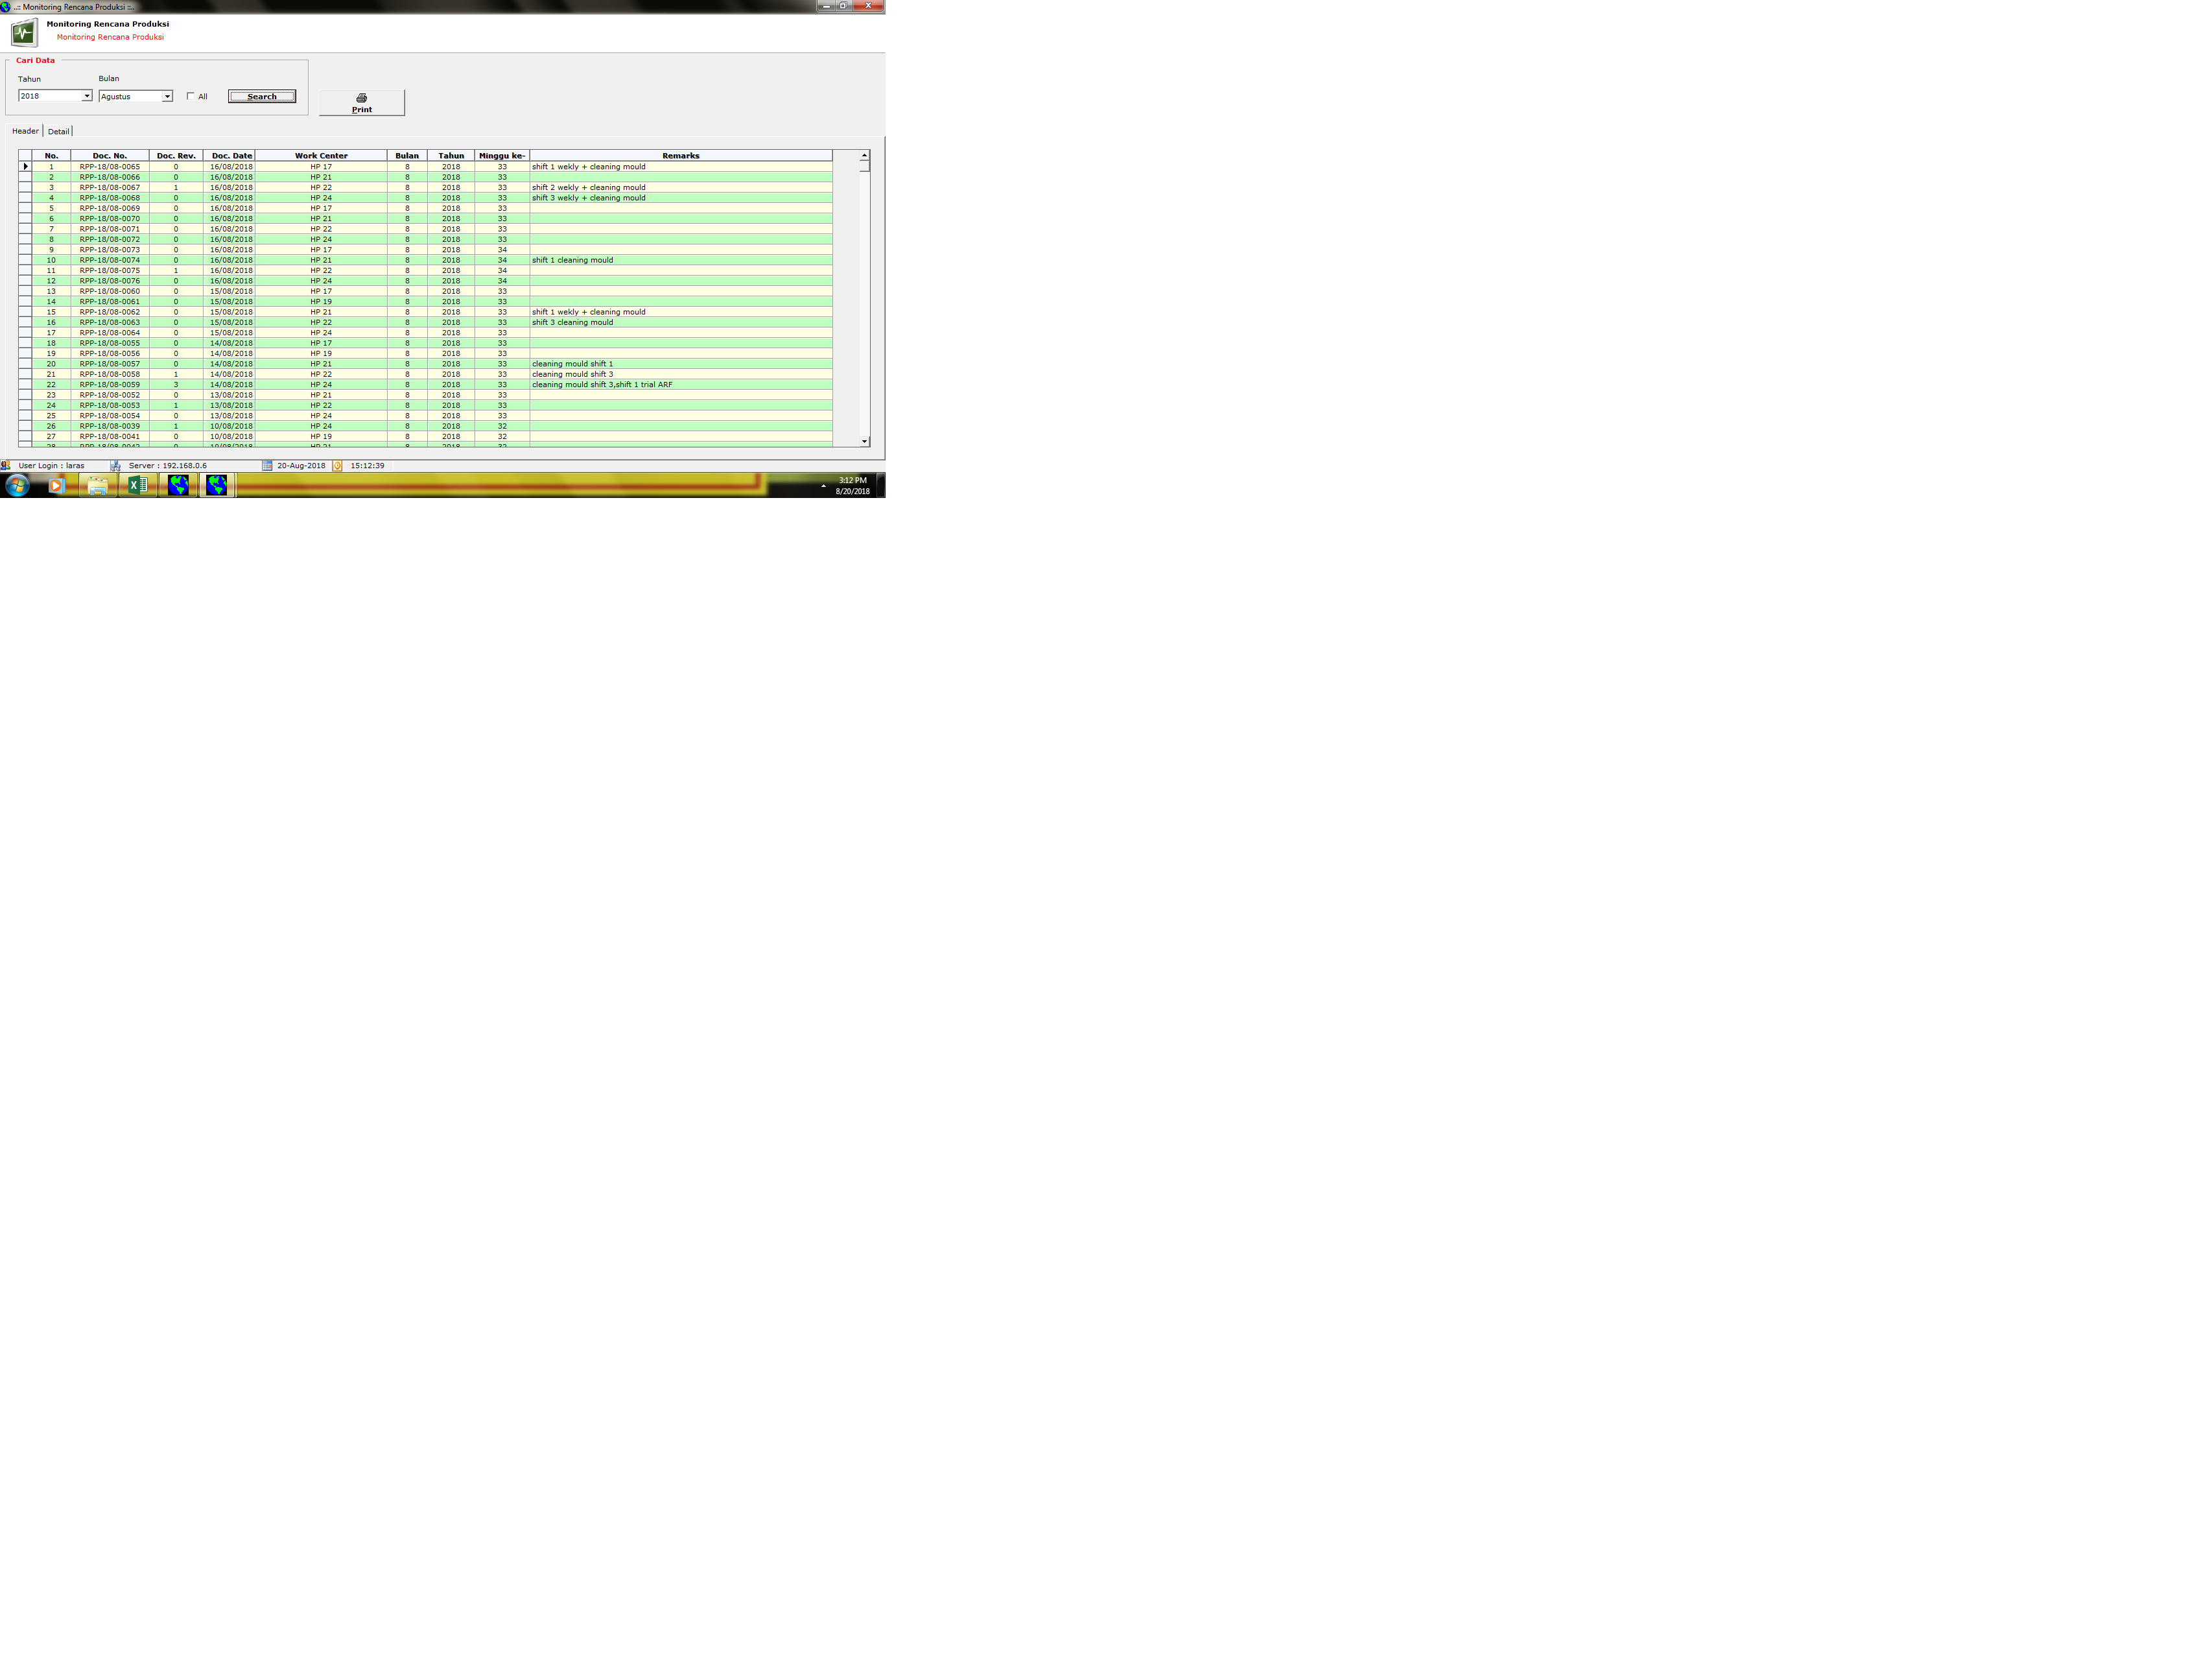 ..:: Monitoring Rencana Produksi ::..
Monitoring Rencana Produksi
Monitoring Rencana Produksi
Cari Data
Tahun Bulan
2018 Agustus All Search
Print
Header Detail
No. Doc. No. Doc. Rev. Doc. Date Work Center Bulan Tahun Minggu ke- Remarks
1 RPP-18/08-0065 0 16/08/2018 HP 17 8 2018 33 shift 1 wekly + cleaning mould
2 RPP-18/08-0066 0 16/08/2018 HP 21 8 2018 33
3 RPP-18/08-0067 1 16/08/2018 HP 22 8 2018 33 shift 2 wekly + cleaning mould
4 RPP-18/08-0068 0 16/08/2018 HP 24 8 2018 33 shift 3 wekly + cleaning mould
5 RPP-18/08-0069 0 16/08/2018 HP 17 8 2018 33
6 RPP-18/08-0070 0 16/08/2018 HP 21 8 2018 33
7 RPP-18/08-0071 0 16/08/2018 HP 22 8 2018 33
8 RPP-18/08-0072 0 16/08/2018 HP 24 8 2018 33
9 RPP-18/08-0073 0 16/08/2018 HP 17 8 2018 34
10 RPP-18/08-0074 0 16/08/2018 HP 21 8 2018 34 shift 1 cleaning mould
11 RPP-18/08-0075 1 16/08/2018 HP 22 8 2018 34
12 RPP-18/08-0076 0 16/08/2018 HP 24 8 2018 34
13 RPP-18/08-0060 0 15/08/2018 HP 17 8 2018 33
14 RPP-18/08-0061 0 15/08/2018 HP 19 8 2018 33
15 RPP-18/08-0062 0 15/08/2018 HP 21 8 2018 33 shift 1 wekly + cleaning mould
16 RPP-18/08-0063 0 15/08/2018 HP 22 8 2018 33 shift 3 cleaning mould
17 RPP-18/08-0064 0 15/08/2018 HP 24 8 2018 33
18 RPP-18/08-0055 0 14/08/2018 HP 17 8 2018 33
19 RPP-18/08-0056 0 14/08/2018 HP 19 8 2018 33
20 RPP-18/08-0057 0 14/08/2018 HP 21 8 2018 33 cleaning mould shift 1
21 RPP-18/08-0058 1 14/08/2018 HP 22 8 2018 33 cleaning mould shift 3
22 RPP-18/08-0059 3 14/08/2018 HP 24 8 2018 33 cleaning mould shift 3,shift 1 trial ARF
23 RPP-18/08-0052 0 13/08/2018 HP 21 8 2018 33
24 RPP-18/08-0053 1 13/08/2018 HP 22 8 2018 33
25 RPP-18/08-0054 0 13/08/2018 HP 24 8 2018 33
26 RPP-18/08-0039 1 10/08/2018 HP 24 8 2018 32
27 RPP-18/08-0041 0 10/08/2018 HP 19 8 2018 32
28 RPP-18/08-0042 0 10/08/2018 HP 21 8 2018 32
User Login : laras Server : 192.168.0.6 20-Aug-2018 15:12:39
3:12 PM
8/20/2018